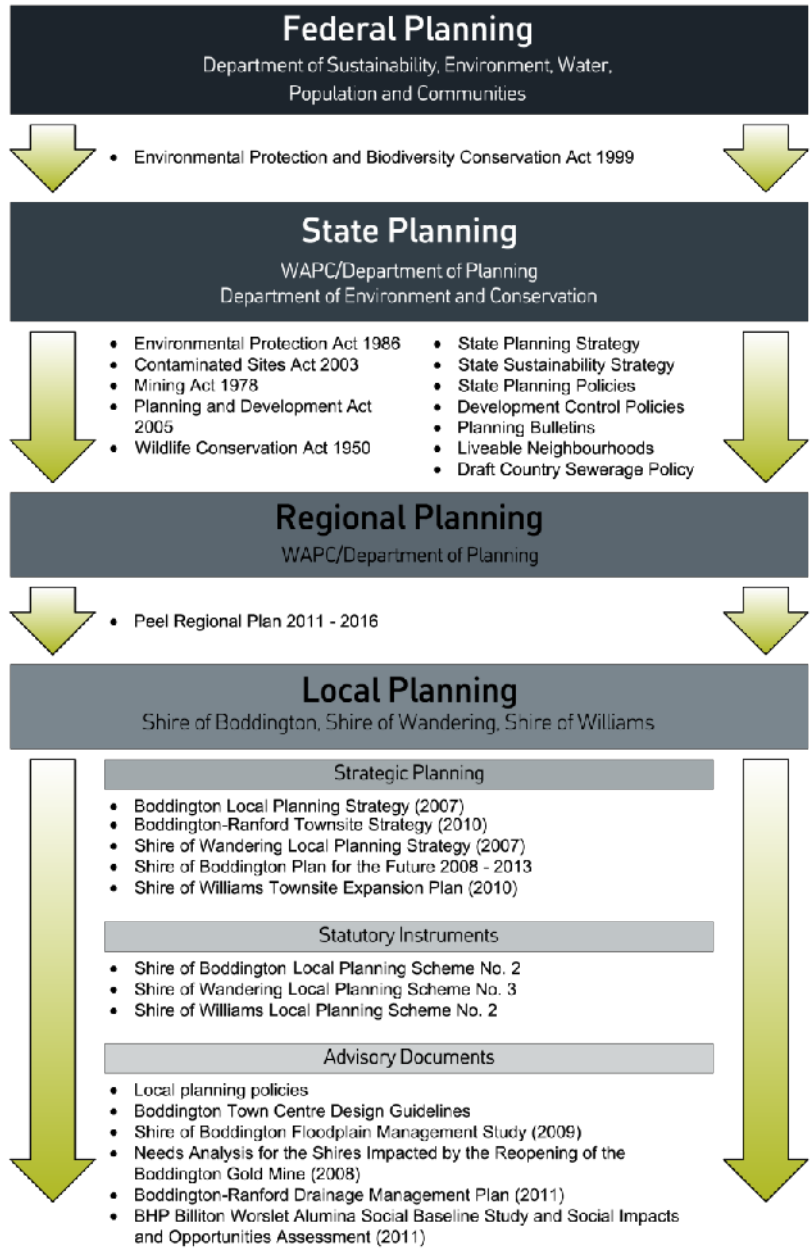 Federal Planning
Department of Sustainability, Environment, Water,
Population and Communities
• Environmental Protection and Biodiversity Conservation Act 1999
State Planning
WAPC/Department of Planning
Department of Environment and Conservation
• Environmental Protection Act 1986
• Contaminated Sites Act 2003
• Mining Act 1978
• Planning and Development Act
2005
• Wildlife Conservation Act 1950
• State Planning Strategy
• State Sustainability Strategy
• State Planning Policies
• Development Control Policies
• Planning Bulletins
• Liveable Neighbourhoods
• Draft Country Sewerage Policy
Regional Planning
WAPC/Department of Planning
• Peel Regional Plan 2011 - 2016
Local Planning
Shire of Boddington, Shire of Wandering, Shire of Williams
Strategic Planning
• Boddington Local Planning Strategy (2007)
• Boddington-Ranford Townsite Strategy (2010)
• Shire of Wandering Local Planning Strategy (2007)
• Shire of Boddington Plan for the Future 2008 - 2013
• Shire of Williams Townsite Expansion Plan (2010)
Statutory Instruments
• Shire of Boddington Local Planning Scheme No. 2
• Shire of Wandering Local Planning Scheme No. 3
• Shire of Williams Local Planning Scheme No. 2
Advisory Documents
• Local planning policies
• Boddington Town Centre Design Guidelines
• Shire of Boddington Floodplain Management Study (2009)
• Needs Analysis for the Shires Impacted by the Reopening of the
Boddington Gold Mine (2008)
• Boddington-Ranford Drainage Management Plan (2011)
• BHP Billiton Worslet Alumina Social Baseline Study and Social Impacts
and Opportunities Assessment (2011)